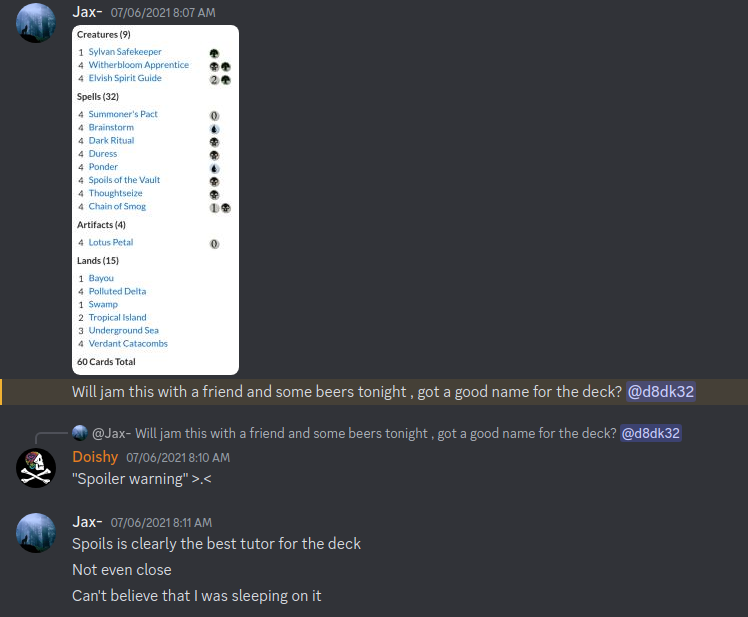 Jax- 07/06/2021 8:07 AM
Creatures (9)
1 Sylvan Safekeeper
4 Witherbloom Apprentice
4 Elvish Spirit Guide 2
Spells (32)
4 Summoner's Pact 0
4 Brainstorm
4 Dark Ritual
4 Duress
4 Ponder
4 Spoils of the Vault
4 Thoughtseize
4 Chain of Smog 1
Artifacts (4)
4 Lotus Petal 0
Lands (15)
1 Bayou
4 Polluted Delta
1 Swamp
2 Tropical Island
3 Underground Sea
4 Verdant Catacombs
60 Cards Total
Will jam this with a friend and some beers tonight , got a good name for the deck? @d8dk32
@Jax- Will jam this with a friend and some beers tonight , got a good name for the deck? @d8dk32
Doishy 07/06/2021 8:10 AM
"Spoiler warning" >.<
Jax- 07/06/2021 8:11 AM
Spoils is clearly the best tutor for the deck
Not even close
Can't believe that I was sleeping on it